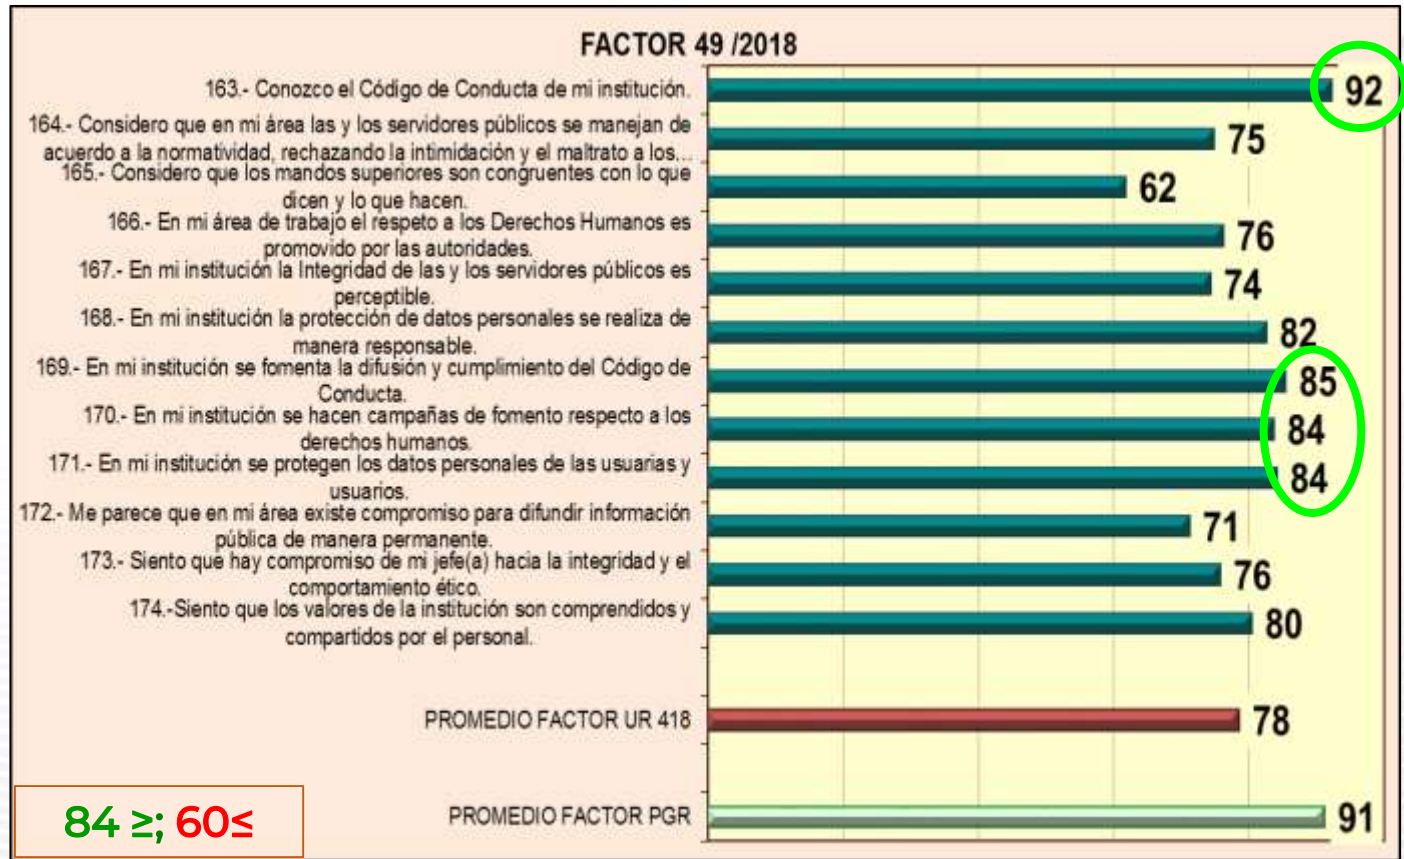 FACTOR 49 /2018
163.- Conozco el Código de Conducta de mi institución.
92
164.- Considero que en mi área las y los servidores públicos se manejan de
acuerdo a la normatividad, rechazando la intimidación y el maltrato a los...
75
165.- Considero que los mandos superiores son congruentes con lo que
dicen y lo que hacen.
62
166.- En mi área de trabajo el respeto a los Derechos Humanos es
promovido por las autoridades.
76
167.- En mi institución la Integridad de las y los servidores públicos es
perceptible.
74
168.- En mi institución la protección de datos personales se realiza de
manera responsable.
82
169.- En mi institución se fomenta la difusión y cumplimiento del Código de
Conducta.
85
170.- En mi institución se hacen campañas de fomento respecto a los
derechos humanos.
84
171.- En mi institución se protegen los datos personales de las usuarias y
usuarios.
84
172.- Me parece que en mi área existe compromiso para difundir información
pública de manera permanente.
71
173.- Siento que hay compromiso de mi jefe(a) hacia la integridad y el
comportamiento ético.
76
174.-Siento que los valores de la institución son comprendidos y
compartidos por el personal.
80
PROMEDIO FACTOR UR 418
78
PROMEDIO FACTOR PGR
91
84 ≥; 60≤